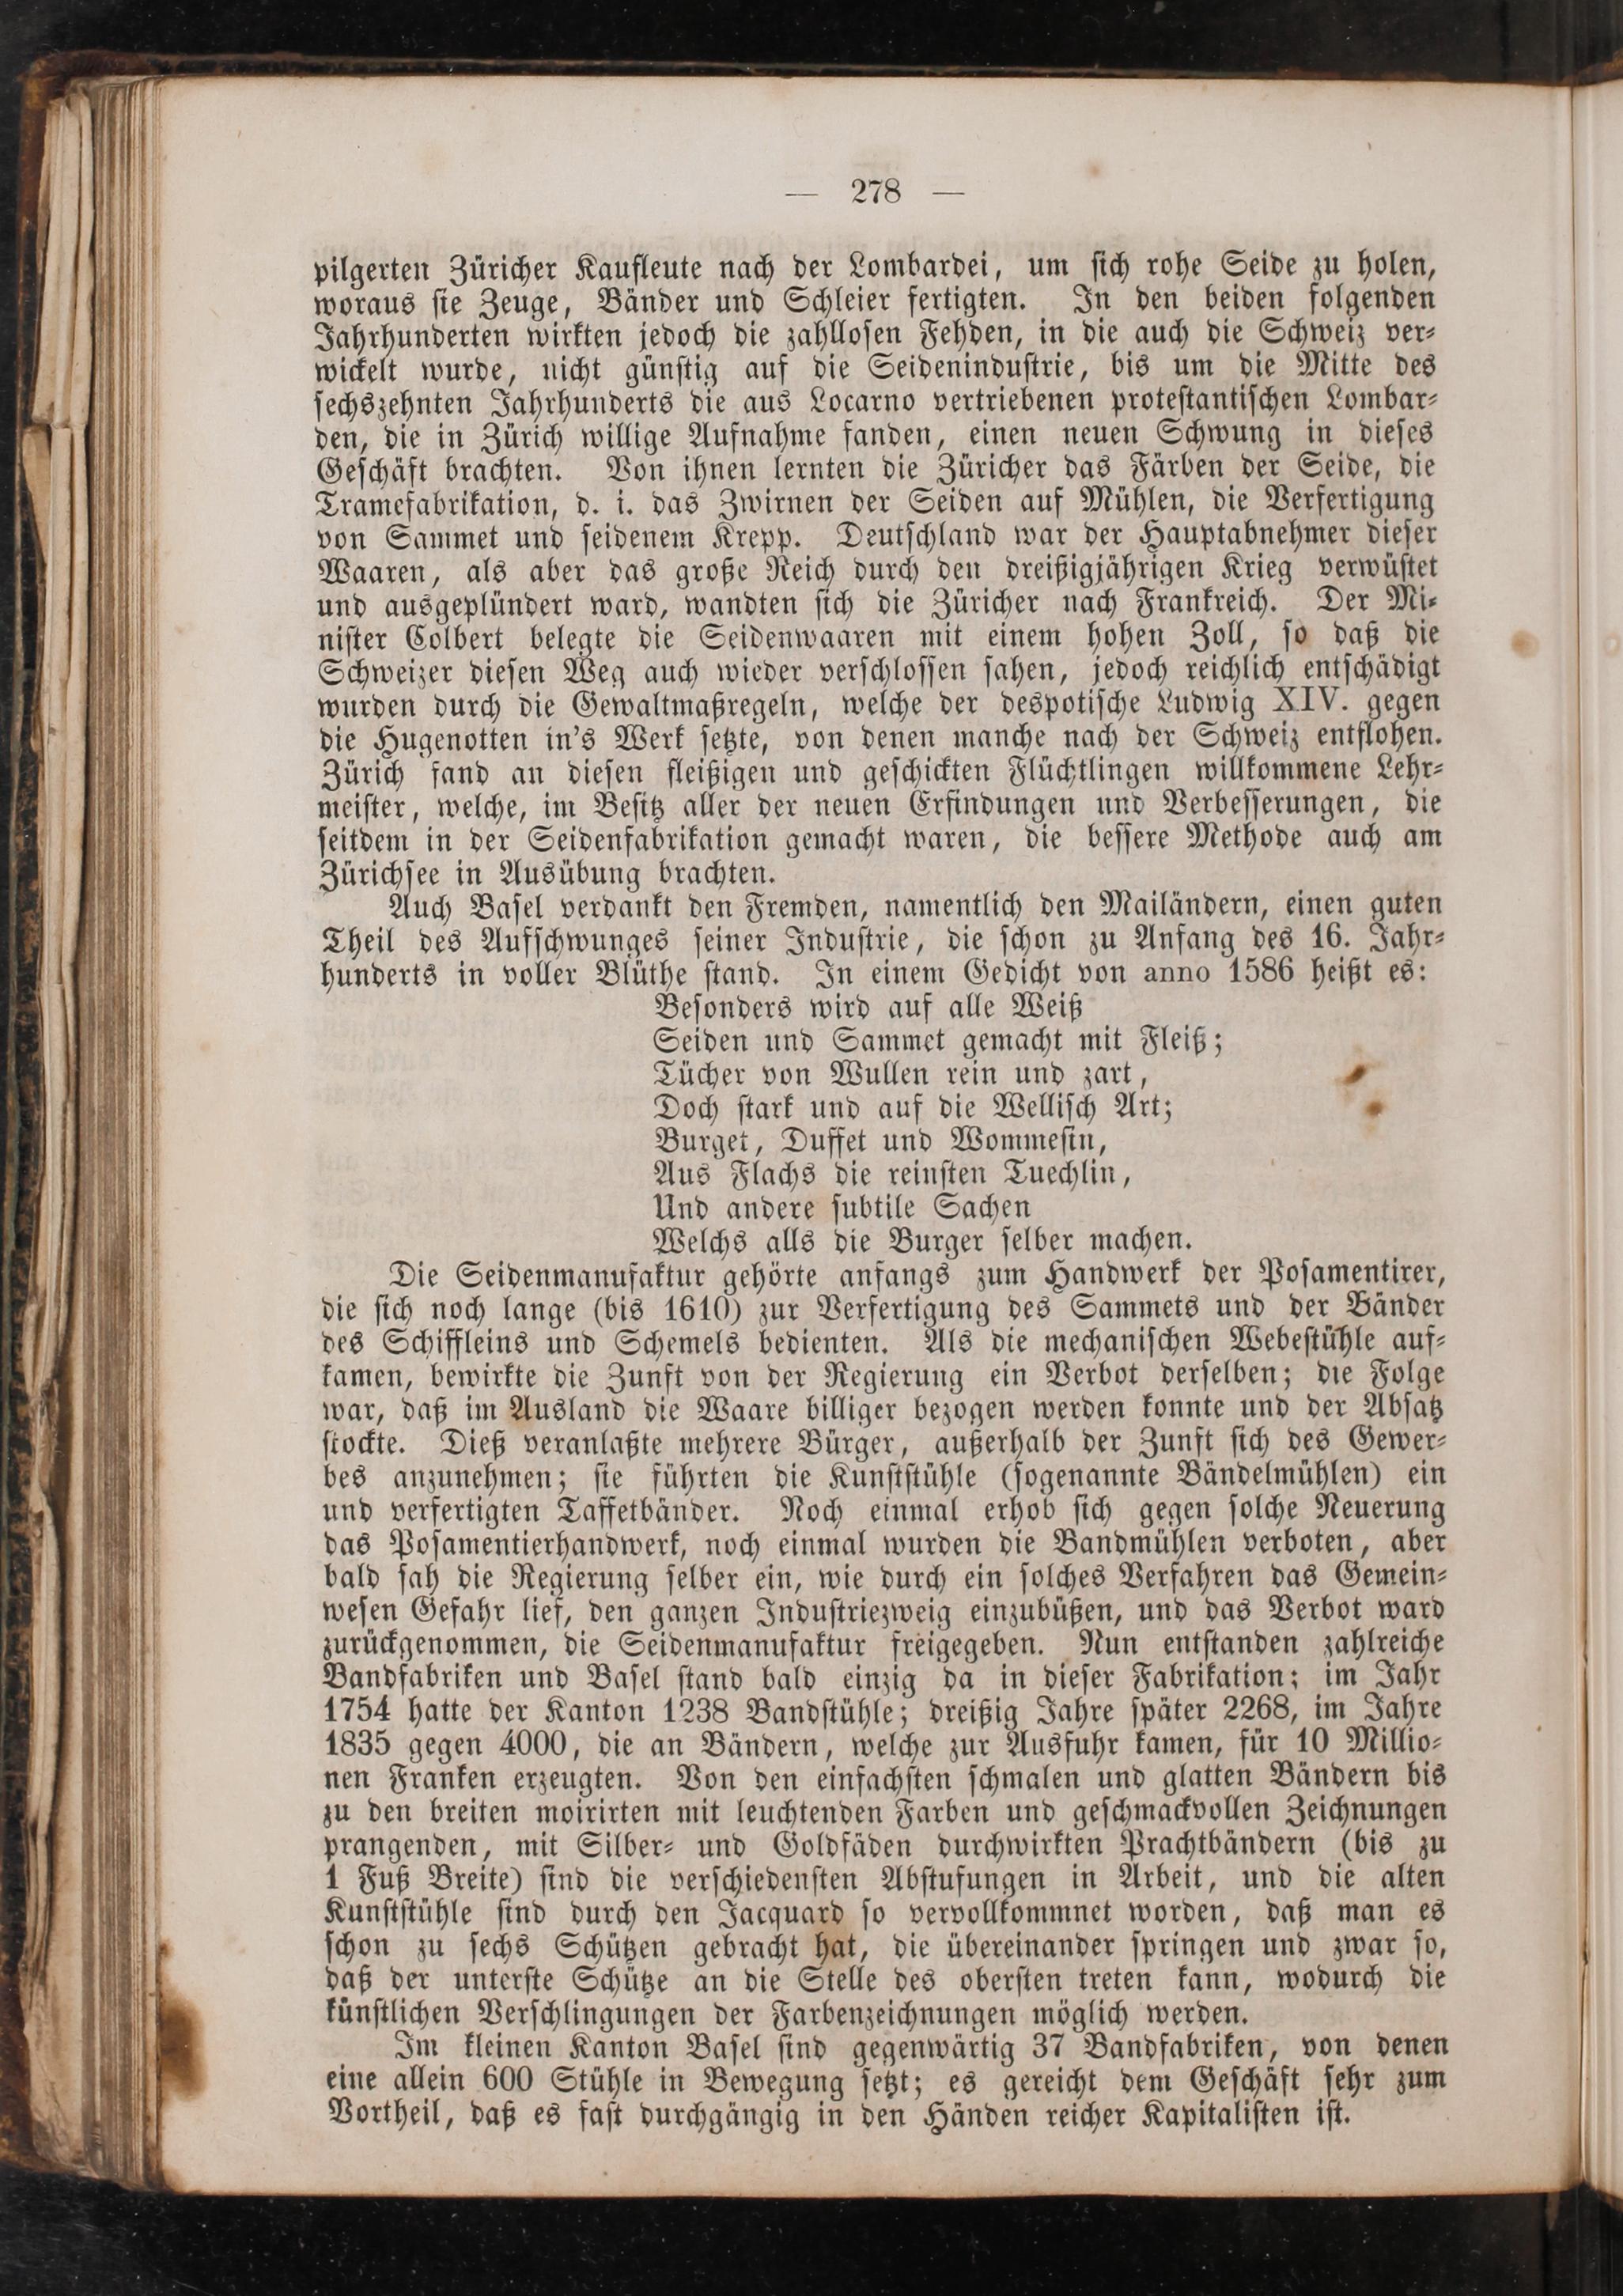 — 278 —
pilgerten Züricher Kaufleute nach der Lombardei, um sich rohe Seide zu holen,
woraus sie Zeuge, Bänder und Schleier fertigten. In den beiden folgenden
Jahrhunderten wirkten jedoch die zahllosen Fehden, in die auch die Schweiz ver-
wickelt wurde, nicht günstig auf die Seidenindustrie, bis um die Mitte des
sechszehnten Jahrhunderts die aus Locarno vertriebenen protestantischen Lombar-
den, die in Zürich willige Aufnahme fanden, einen neuen Schwung in dieses
Geschäft brachten. Von ihnen lernten die Züricher das Färben der Seide, die
Tramefabrikation, d. i. das Zwirnen der Seiden auf Mühlen, die Verfertigung
von Sammet und seidenem Krepp. Deutschland war der Hauptabnehmer dieser
Waaren, als aber das große Reich durch den dreißigjährigen Krieg verwüstet
und ausgeplündert ward, wandten sich die Züricher nach Frankreich. Der Mi-
nister Colbert belegte die Seidenwaaren mit einem hohen Zoll, so daß die
Schweizer diesen Weg auch wieder verschlossen sahen, jedoch reichlich entschädigt
wurden durch die Gewaltmaßregeln, welche der despotische Ludwig XIV. gegen
die Hugenotten in's Werk setzte, von denen manche nach der Schweiz entflohen.
Zürich fand an diesen fleißigen und geschickten Flüchtlingen willkommene Lehr-
meister, welche, im Besitz aller der neuen Erfindungen und Verbesserungen, die
seitdem in der Seidenfabrikation gemacht waren, die bessere Methode auch am
Zürichsee in Ausübung brachten.
Auch Basel verdankt den Fremden, namentlich den Mailändern, einen guten
Theil des Aufschwunges seiner Industrie, die schon zu Anfang des 16. Jahr-
hunderts in voller Blüthe stand. In einem Gedicht von anno 1586 heißt es:
Besonders wird auf alle Weiß
Seiden und Sammet gemacht mit Fleiß;
Tücher von Wullen rein und zart,
Doch stark und auf die Wellisch Art;
Burget, Duffet und Wommesin,
Aus Flachs die reinsten Tuechlin,
Und andere subtile Sachen
Welchs alls die Burger selber machen.
Die Seidenmanufaktur gehörte anfangs zum Handwerk der Posamentirer,
die sich noch lange (bis 1610) zur Verfertigung des Sammets und der Bänder
des Schiffleins und Schemels bedienten. Als die mechanischen Webestühle auf-
kamen, bewirkte die Zunft von der Regierung ein Verbot derselben; die Folge
war, daß im Ausland die Waare billiger bezogen werden konnte und der Absatz
stockte. Dieß veranlaßte mehrere Bürger, außerhalb der Zunft sich des Gewer-
bes anzunehmen; sie führten die Kunststühle (sogenannte Bändelmühlen) ein
und verfertigten Taffetbänder. Noch einmal erhob sich gegen solche Neuerung
das Posamentierhandwerk, noch einmal wurden die Bandmühlen verboten, aber
bald sah die Regierung selber ein, wie durch ein solches Verfahren das Gemein-
wesen Gefahr lief, den ganzen Industriezweig einzubüßen, und das Verbot ward
zurückgenommen, die Seidenmanufaktur freigegeben. Nun entstanden zahlreiche
Bandfabriken und Basel stand bald einzig da in dieser Fabrikation; im Jahr
1754 hatte der Kanton 1238 Bandstühle; dreißig Jahre später 2268, im Jahre
1835 gegen 4000, die an Bändern, welche zur Ausfuhr kamen, für 10 Millio-
nen Franken erzeugten. Von den einfachsten schmalen und glatten Bändern bis
zu den breiten moirirten mit leuchtenden Farben und geschmackvollen Zeichnungen
prangenden, mit Silber- und Goldfäden durchwirkten Prachtbändern (bis zu
1 Fuß Breite) sind die verschiedensten Abstufungen in Arbeit, und die alten
Kunststühle sind durch den Jacquard so vervollkommnet worden, daß man es
schon zu sechs Schützen gebracht hat, die übereinander springen und zwar so,
daß der unterste Schütze an die Stelle des obersten treten kann, wodurch die
künstlichen Verschlingungen der Farbenzeichnungen möglich werden.
Im kleinen Kanton Basel sind gegenwärtig 37 Bandfabriken, von denen
eine allein 600 Stühle in Bewegung setzt; es gereicht dem Geschäft sehr zum
Vortheil, daß es fast durchgängig in den Händen reicher Kapitalisten ist.